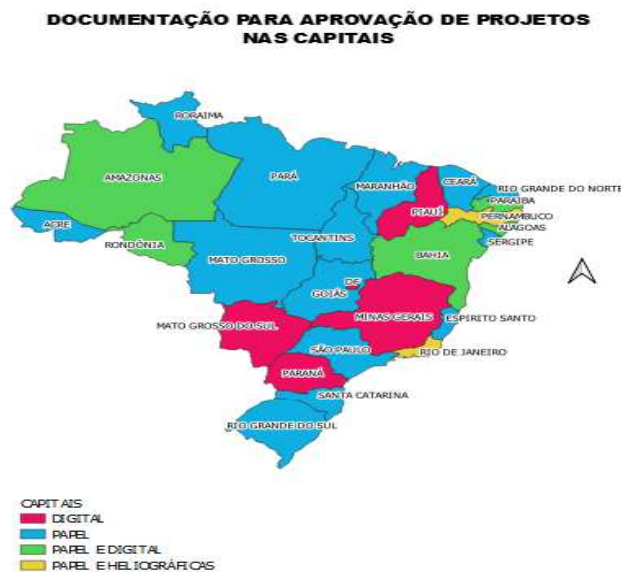 DOCUMENTAÇÃO PARA APROVAÇÃO DE PROJETOS
NAS CAPITAIS
RORAIMA
AMAZONAS
PARÁ
MARANHÃO
CEARÁ
RIO GRANDE DO NORTE
PARAÍBA
PIAUÍ
PERNAMBUCO
ALAGOAS
SERGIPE
ACRE
RONDÔNIA
TOCANTINS
MATO GROSSO
BAHIA
DF
GOIÁS
MINAS GERAIS
ESPIRITO SANTO
MATO GROSSO DO SUL
SÃO PAULO
RIO DE JANEIRO
PARANÁ
SANTA CATARINA
RIO GRANDE DO SUL
CAPITAIS
DIGITAL
PAPEL
PAPEL E DIGITAL
PAPEL E HELIOGRÁFICAS